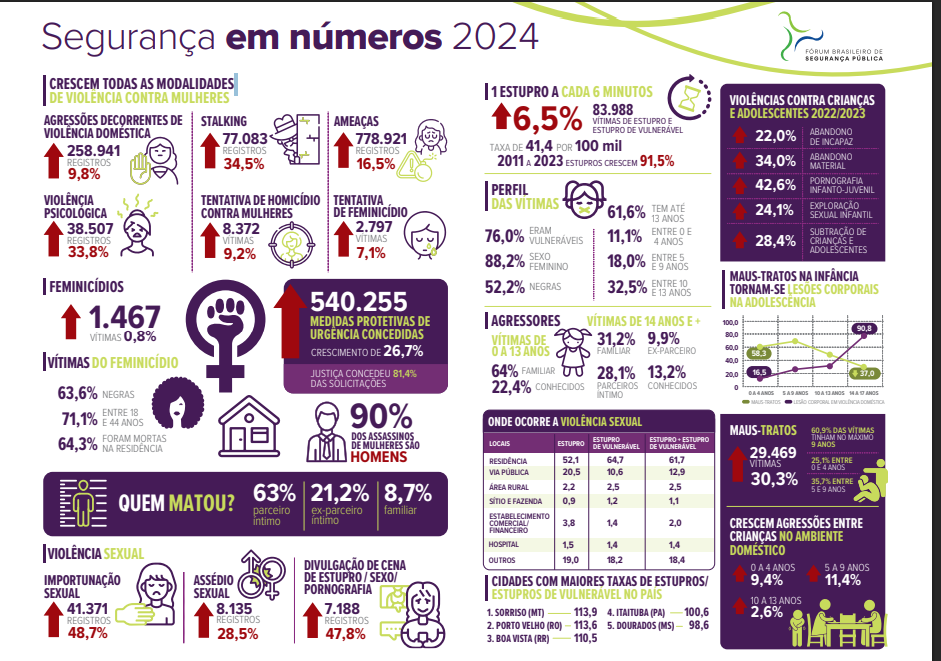 Segurança em números 2024
FÓRUM BRASILEIRO DE
SEGURANÇA PÚBLICA
CRESCEM TODAS AS MODALIDADES
DE VIOLÊNCIA CONTRA MULHERES
AGRESSÕES DECORRENTES DE
VIOLÊNCIA DOMÉSTICA
258.941
REGISTROS
9,8%
STALKING
77.083
REGISTROS
34,5%
AMEAÇAS
778.921
REGISTROS
16,5%
VIOLÊNCIA
PSICOLÓGICA
38.507
REGISTROS
33,8%
TENTATIVA DE HOMICÍDIO
CONTRA MULHERES
8.372
VÍTIMAS
9,2%
TENTATIVA
DE FEMINICÍDIO
2.797
VÍTIMAS
7,1%
FEMINICÍDIOS
1.467
VÍTIMAS 0,8%
540.255
MEDIDAS PROTETIVAS DE
URGÊNCIA CONCEDIDAS
CRESCIMENTO DE 26,7%
JUSTIÇA CONCEDEU 81,4%
DAS SOLICITAÇÕES
VÍTIMAS DO FEMINICÍDIO
63,6% NEGRAS
71,1% ENTRE 18
E 44 ANOS
64,3% FORAM MORTAS
NA RESIDÊNCIA
90%
DOS ASSASSINOS
DE MULHERES SÃO
HOMENS
QUEM MATOU?
63%
parceiro
íntimo
21,2%
ex-parceiro
íntimo
8,7%
familiar
VIOLÊNCIA SEXUAL
IMPORTUNAÇÃO
SEXUAL
41.371
REGISTROS
48,7%
ASSÉDIO
SEXUAL
8.135
REGISTROS
28,5%
DIVULGAÇÃO DE CENA
DE ESTUPRO / SEXO/
PORNOGRAFIA
7.188
REGISTROS
47,8%
1 ESTUPRO A CADA 6 MINUTOS
6,5%
83.988
VÍTIMAS DE ESTUPRO E
ESTUPRO DE VULNERÁVEL
TAXA DE 41,4 POR 100 mil
2011 A 2023 ESTUPROS CRESCEM 91,5%
PERFIL
DAS VÍTIMAS
76,0% ERAM
VULNERÁVEIS
88,2% SEXO
FEMININO
52,2% NEGRAS
61,6% TEM ATÉ
13 ANOS
11,1% ENTRE 0 E
4 ANOS
18,0% ENTRE 5
E 9 ANOS
32,5% ENTRE 10
E 13 ANOS
AGRESSORES
VÍTIMAS DE
0 A 13 ANOS
64% FAMILIAR
22,4% CONHECIDOS
VÍTIMAS DE 14 ANOS E +
31,2%
FAMILIAR
9,9%
EX-PARCEIRO
28,1%
PARCEIROS
ÍNTIMO
13,2%
CONHECIDOS
ONDE OCORRE A VIOLÊNCIA SEXUAL
LOCAIS ESTUPRO ESTUPRO DE VULNERÁVEL ESTUPRO + ESTUPRO DE VULNERÁVEL
RESIDÊNCIA 52,1 64,7 61,7
VIA PÚBLICA 20,5 10,6 12,9
ÁREA RURAL 2,2 2,5 2,5
SÍTIO E FAZENDA 0,9 1,2 1,1
ESTABELECIMENTO COMERCIAL/ FINANCEIRO 3,8 1,4 2,0
HOSPITAL 1,5 1,4 1,4
OUTROS 19,0 18,2 18,4
CIDADES COM MAIORES TAXAS DE ESTUPROS/
ESTUPROS DE VULNERÁVEL NO PAÍS
1. SORRISO (MT) 113,9
2. PORTO VELHO (RO) 113,6
3. BOA VISTA (RR) 110,5
4. ITAITUBA (PA) 100,6
5. DOURADOS (MS) 98,6
VIOLÊNCIAS CONTRA CRIANÇAS
E ADOLESCENTES 2022/2023
22,0% ABANDONO
DE INCAPAZ
34,0% ABANDONO
MATERIAL
42,6% PORNOGRAFIA
INFANTO-JUVENIL
24,1% EXPLORAÇÃO
SEXUAL INFANTIL
28,4% SUBTRAÇÃO DE
CRIANÇAS E
ADOLESCENTES
MAUS-TRATOS NA INFÂNCIA
TORNAM-SE LESÕES CORPORAIS
NA ADOLESCÊNCIA
100,0
80,0
60,0
40,0
20,0
0
58,3
16,5
90,8
37,0
0 A 4 ANOS 5 A 9 ANOS 10 A 13 ANOS 14 A 17 ANOS
MAUS-TRATOS LESÃO CORPORAL EM VIOLÊNCIA DOMÉSTICA
MAUS-TRATOS
29.469
VÍTIMAS
30,3%
60,9% DAS VÍTIMAS
TINHAM NO MÁXIMO
9 ANOS
25,1% ENTRE
0 E 4 ANOS
35,7% ENTRE
5 E 9 ANOS
CRESCEM AGRESSÕES ENTRE
CRIANÇAS NO AMBIENTE
DOMÉSTICO
0 A 4 ANOS
9,4%
5 A 9 ANOS
11,4%
10 A 13 ANOS
2,6%